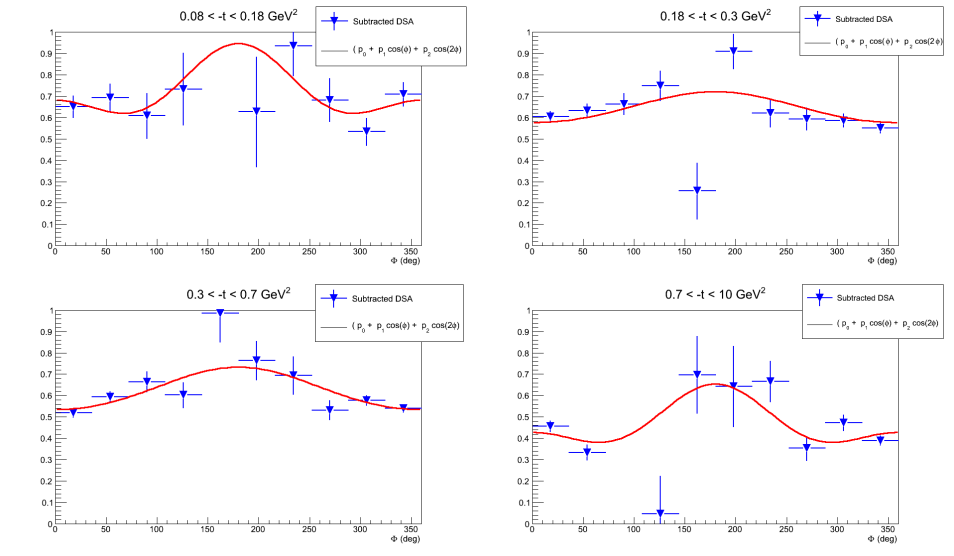 0.08 < -t < 0.18 GeV²
Subtracted DSA
( p₀ + p₁ cos(ϕ) + p₂ cos(2ϕ)
1
0.9
0.8
0.7
0.6
0.5
0.4
0.3
0.2
0.1
0
0 50 100 150 200 250 300 350
Φ (deg)
0.18 < -t < 0.3 GeV²
Subtracted DSA
( p₀ + p₁ cos(ϕ) + p₂ cos(2ϕ)
1
0.9
0.8
0.7
0.6
0.5
0.4
0.3
0.2
0.1
0
0 50 100 150 200 250 300 350
Φ (deg)
0.3 < -t < 0.7 GeV²
Subtracted DSA
( p₀ + p₁ cos(ϕ) + p₂ cos(2ϕ)
1
0.9
0.8
0.7
0.6
0.5
0.4
0.3
0.2
0.1
0
0 50 100 150 200 250 300 350
Φ (deg)
0.7 < -t < 10 GeV²
Subtracted DSA
( p₀ + p₁ cos(ϕ) + p₂ cos(2ϕ)
1
0.9
0.8
0.7
0.6
0.5
0.4
0.3
0.2
0.1
0
0 50 100 150 200 250 300 350
Φ (deg)